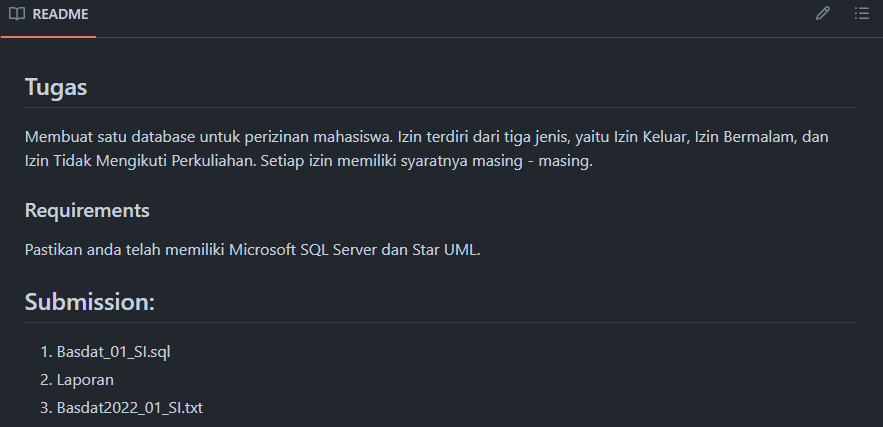 README
Tugas
Membuat satu database untuk perizinan mahasiswa. Izin terdiri dari tiga jenis, yaitu Izin Keluar, Izin Bermalam, dan
Izin Tidak Mengikuti Perkuliahan. Setiap izin memiliki syaratnya masing - masing.
Requirements
Pastikan anda telah memiliki Microsoft SQL Server dan Star UML.
Submission:
1. Basdat_01_SI.sql
2. Laporan
3. Basdat2022_01_SI.txt